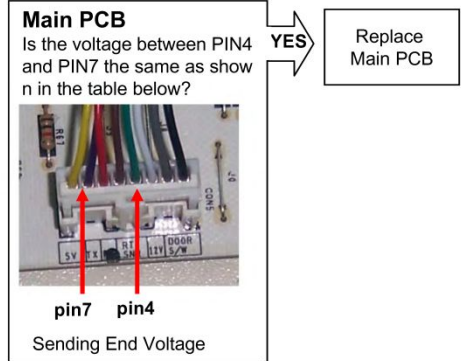 Main PCB
Is the voltage between PIN4
and PIN7 the same as show
n in the table below?
YES
Replace
Main PCB
R67
J6
CON5
5V TX RT 12V DOOR
SN S/W
pin7 pin4
Sending End Voltage